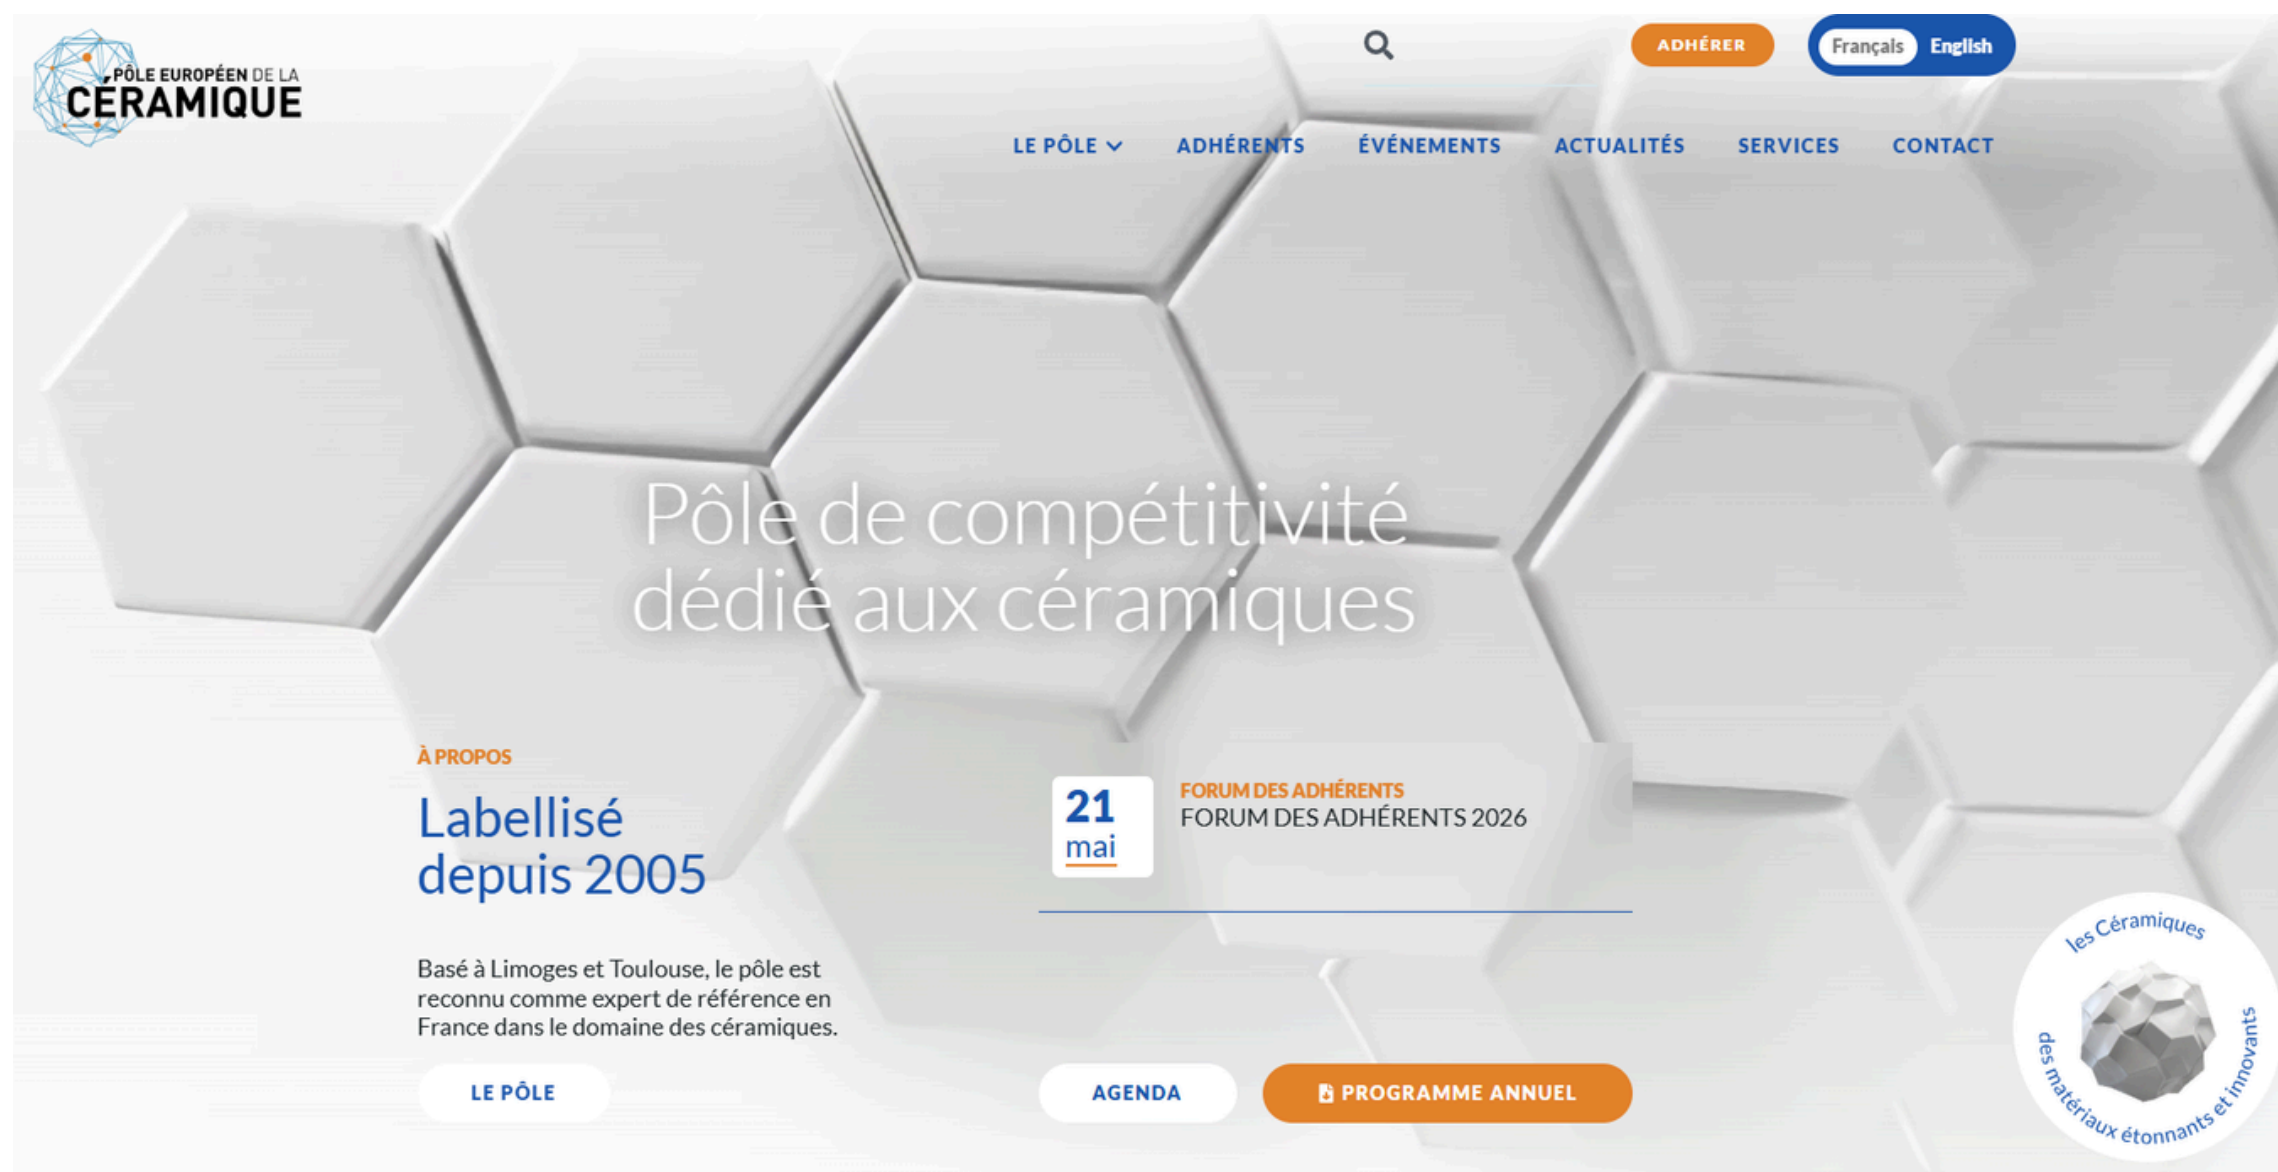 PÔLE EUROPÉEN DE LA
CÉRAMIQUE
ADHÉRER
Français English
LE PÔLE ADHÉRENTS ÉVÉNEMENTS ACTUALITÉS SERVICES CONTACT
Pôle de compétitivité
dédié aux céramiques
À PROPOS
Labellisé
depuis 2005
Basé à Limoges et Toulouse, le pôle est
reconnu comme expert de référence en
France dans le domaine des céramiques.
LE PÔLE
21
mai
FORUM DES ADHÉRENTS
FORUM DES ADHÉRENTS 2026
AGENDA
PROGRAMME ANNUEL
les Céramiques
des matériaux étonnants et innovants